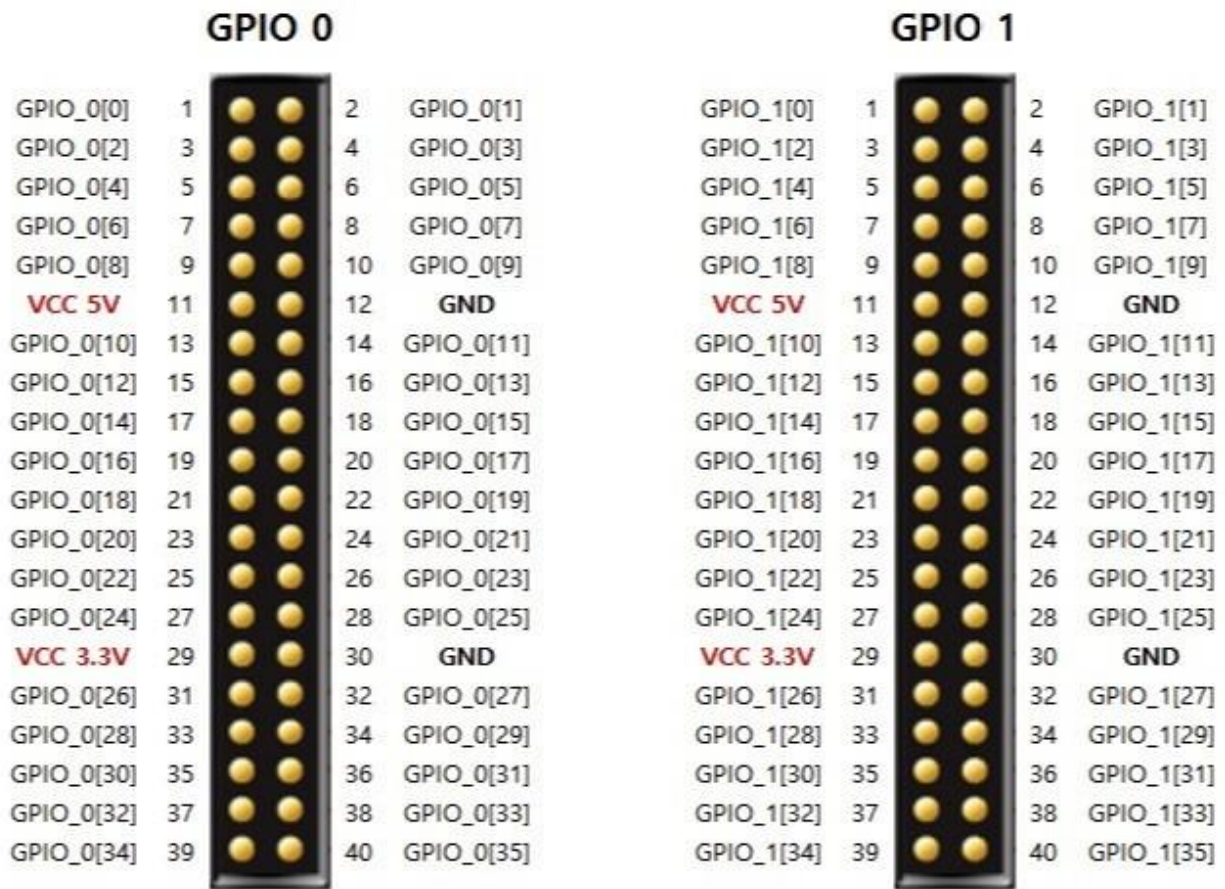 GPIO 0 GPIO 1
GPIO_0[0] 1 2 GPIO_0[1] GPIO_1[0] 1 2 GPIO_1[1]
GPIO_0[2] 3 4 GPIO_0[3] GPIO_1[2] 3 4 GPIO_1[3]
GPIO_0[4] 5 6 GPIO_0[5] GPIO_1[4] 5 6 GPIO_1[5]
GPIO_0[6] 7 8 GPIO_0[7] GPIO_1[6] 7 8 GPIO_1[7]
GPIO_0[8] 9 10 GPIO_0[9] GPIO_1[8] 9 10 GPIO_1[9]
VCC 5V 11 12 GND VCC 5V 11 12 GND
GPIO_0[10] 13 14 GPIO_0[11] GPIO_1[10] 13 14 GPIO_1[11]
GPIO_0[12] 15 16 GPIO_0[13] GPIO_1[12] 15 16 GPIO_1[13]
GPIO_0[14] 17 18 GPIO_0[15] GPIO_1[14] 17 18 GPIO_1[15]
GPIO_0[16] 19 20 GPIO_0[17] GPIO_1[16] 19 20 GPIO_1[17]
GPIO_0[18] 21 22 GPIO_0[19] GPIO_1[18] 21 22 GPIO_1[19]
GPIO_0[20] 23 24 GPIO_0[21] GPIO_1[20] 23 24 GPIO_1[21]
GPIO_0[22] 25 26 GPIO_0[23] GPIO_1[22] 25 26 GPIO_1[23]
GPIO_0[24] 27 28 GPIO_0[25] GPIO_1[24] 27 28 GPIO_1[25]
VCC 3.3V 29 30 GND VCC 3.3V 29 30 GND
GPIO_0[26] 31 32 GPIO_0[27] GPIO_1[26] 31 32 GPIO_1[27]
GPIO_0[28] 33 34 GPIO_0[29] GPIO_1[28] 33 34 GPIO_1[29]
GPIO_0[30] 35 36 GPIO_0[31] GPIO_1[30] 35 36 GPIO_1[31]
GPIO_0[32] 37 38 GPIO_0[33] GPIO_1[32] 37 38 GPIO_1[33]
GPIO_0[34] 39 40 GPIO_0[35] GPIO_1[34] 39 40 GPIO_1[35]